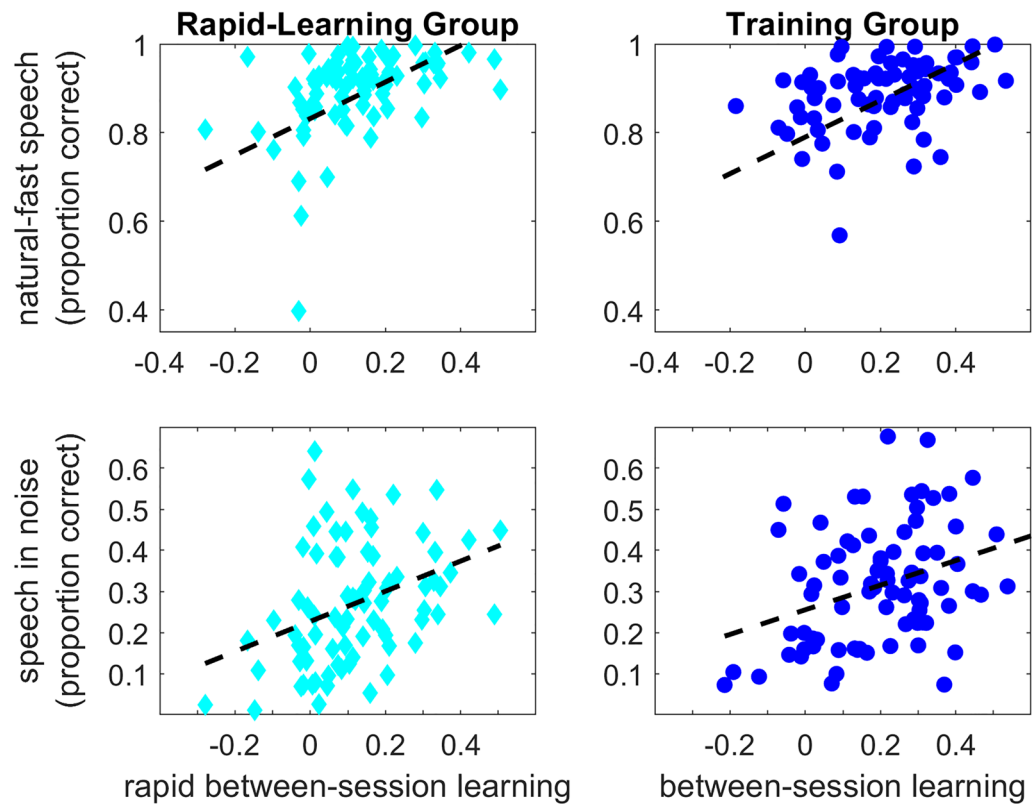 Rapid-Learning Group
Training Group
natural-fast speech
(proportion correct)
1
0.8
0.6
0.4
-0.4 -0.2 0 0.2 0.4
1
0.8
0.6
0.4
-0.4 -0.2 0 0.2 0.4
speech in noise
(proportion correct)
0.6
0.5
0.4
0.3
0.2
0.1
-0.2 0 0.2 0.4
rapid between-session learning
0.6
0.5
0.4
0.3
0.2
0.1
-0.2 0 0.2 0.4
between-session learning